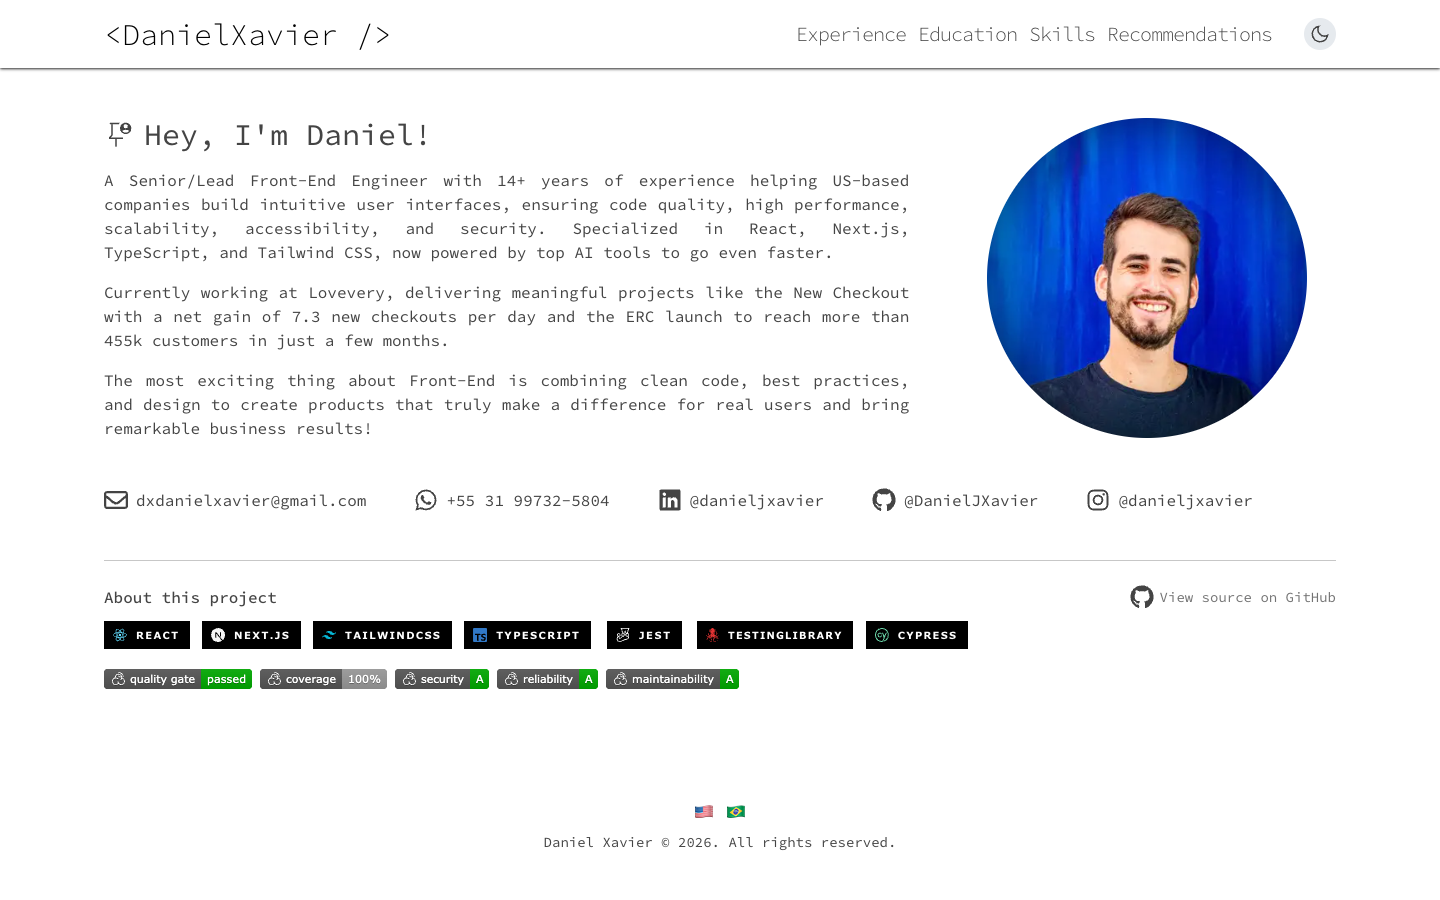 <DanielXavier />
Experience Education Skills Recommendations
Hey, I'm Daniel!
A Senior/Lead Front-End Engineer with 14+ years of experience helping US-based
companies build intuitive user interfaces, ensuring code quality, high performance,
scalability, accessibility, and security. Specialized in React, Next.js,
TypeScript, and Tailwind CSS, now powered by top AI tools to go even faster.
Currently working at Lovevery, delivering meaningful projects like the New Checkout
with a net gain of 7.3 new checkouts per day and the ERC launch to reach more than
455k customers in just a few months.
The most exciting thing about Front-End is combining clean code, best practices,
and design to create products that truly make a difference for real users and bring
remarkable business results!
dxdanielxavier@gmail.com +55 31 99732-5804 @danieljxavier @DanielJXavier @danieljxavier
About this project
View source on GitHub
REACT NEXT.JS TAILWINDCSS TYPESCRIPT JEST TESTINGLIBRARY CYPRESS
quality gate passed coverage 100% security A reliability A maintainability A
Daniel Xavier © 2026. All rights reserved.